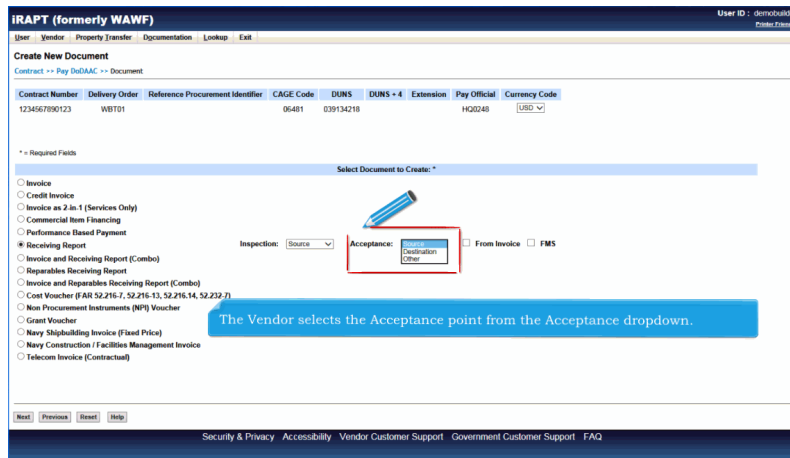 iRAPT (formerly WAWF)
User ID : demobuild
Printer Frien
User Vendor Property Transfer Documentation Lookup Exit
Create New Document
Contract >> Pay DoDAAC >> Document
Contract Number Delivery Order Reference Procurement Identifier CAGE Code DUNS DUNS + 4 Extension Pay Official Currency Code
1234567890123 WBT01 06481 039134218 HQ0248 USD
* = Required Fields
Select Document to Create: *
Invoice
Credit Invoice
Invoice as 2-in-1 (Services Only)
Commercial Item Financing
Performance Based Payment
Receiving Report Inspection: Source Acceptance: Source From Invoice FMS
Destination
Other
Invoice and Receiving Report (Combo)
Reparables Receiving Report
Invoice and Reparables Receiving Report (Combo)
Cost Voucher (FAR 52.216-7, 52.216-13, 52.216.14, 52.232-7)
Non Procurement Instruments (NPI) Voucher
Grant Voucher
Navy Shipbuilding Invoice (Fixed Price)
Navy Construction / Facilities Management Invoice
Telecom Invoice (Contractual)
The Vendor selects the Acceptance point from the Acceptance dropdown.
Next Previous Reset Help
Security & Privacy Accessibility Vendor Customer Support Government Customer Support FAQ